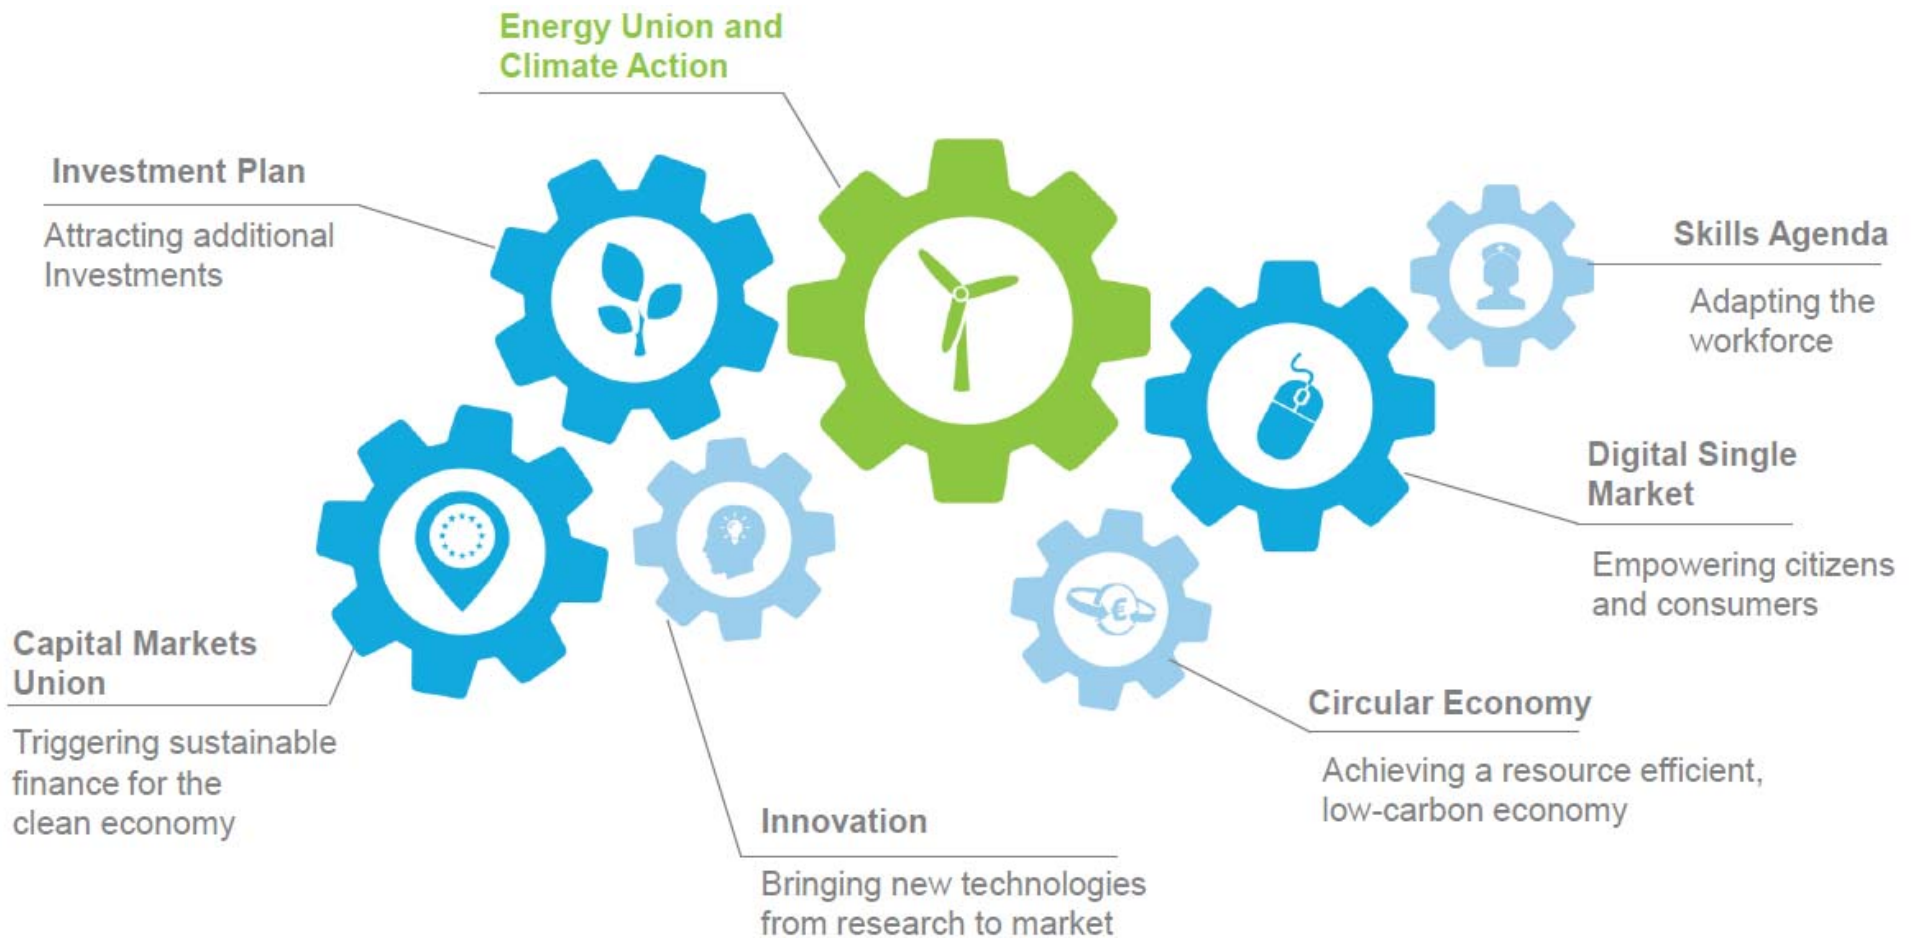 Energy Union and
Climate Action
Investment Plan
Attracting additional
Investments
Skills Agenda
Adapting the
workforce
Digital Single
Market
Empowering citizens
and consumers
Capital Markets
Union
Triggering sustainable
finance for the
clean economy
€
Circular Economy
Achieving a resource efficient,
low-carbon economy
Innovation
Bringing new technologies
from research to market